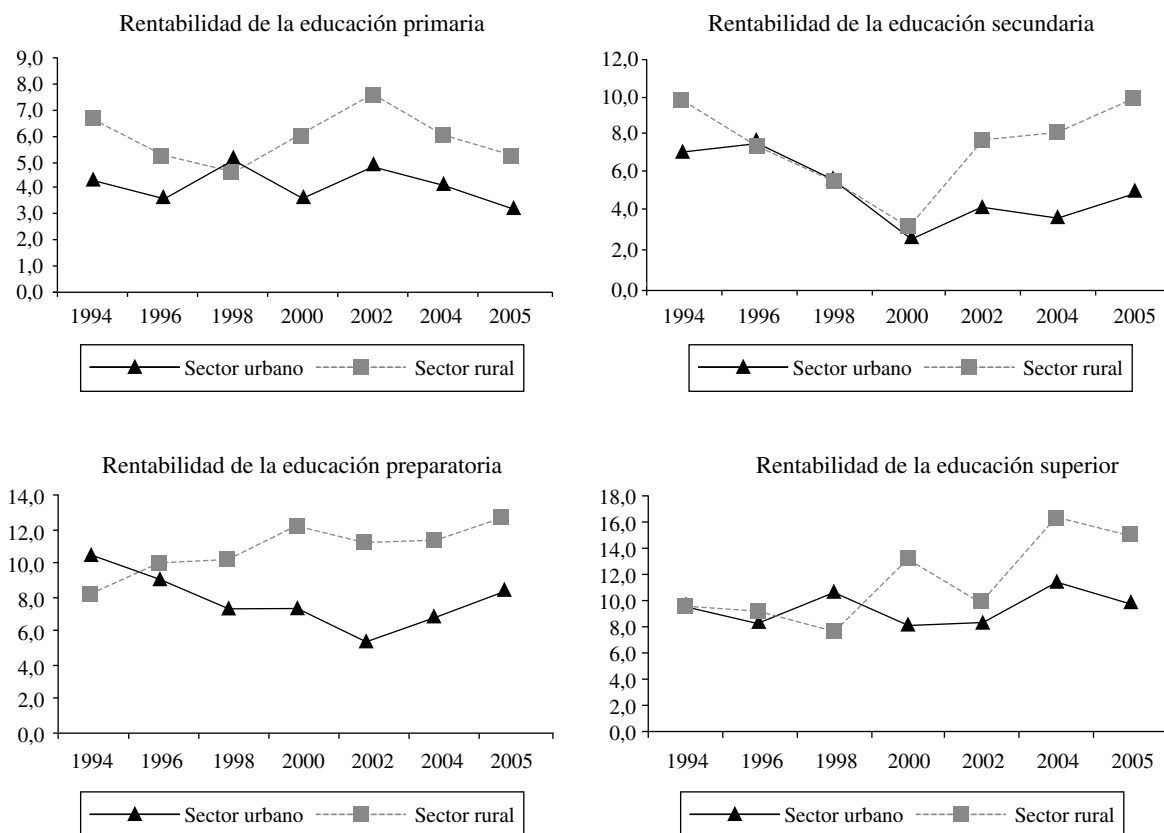 Rentabilidad de la educación primaria
9,0
8,0
7,0
6,0
5,0
4,0
3,0
2,0
1,0
0,0
1994 1996 1998 2000 2002 2004 2005
Sector urbano Sector rural
Rentabilidad de la educación secundaria
12,0
10,0
8,0
6,0
4,0
2,0
0,0
1994 1996 1998 2000 2002 2004 2005
Sector urbano Sector rural
Rentabilidad de la educación preparatoria
14,0
12,0
10,0
8,0
6,0
4,0
2,0
0,0
1994 1996 1998 2000 2002 2004 2005
Sector urbano Sector rural
Rentabilidad de la educación superior
18,0
16,0
14,0
12,0
10,0
8,0
6,0
4,0
2,0
0,0
1994 1996 1998 2000 2002 2004 2005
Sector urbano Sector rural